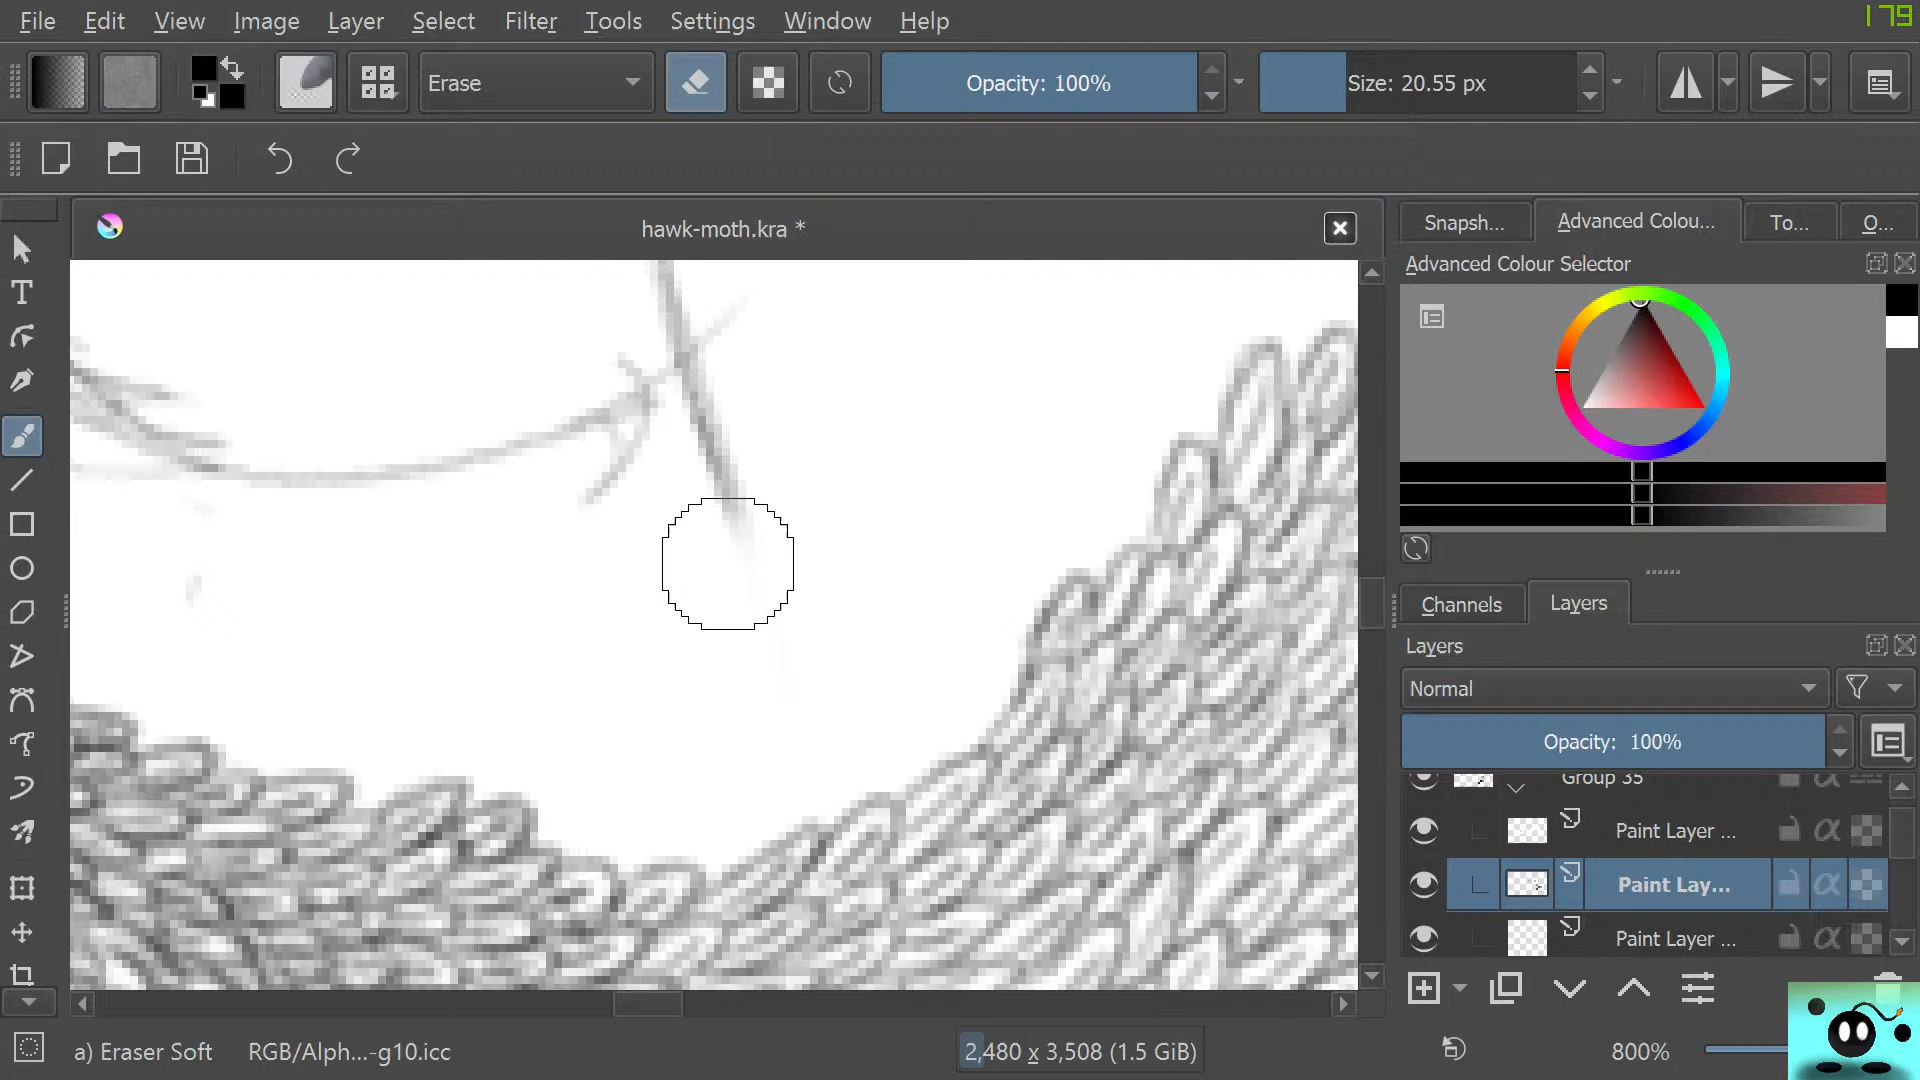 File Edit View Image Layer Select Filter Tools Settings Window Help
179
Erase
Opacity: 100%
Size: 20.55 px
hawk-moth.kra *
Snapsh...
Advanced Colou...
To...
O...
Advanced Colour Selector
Channels
Layers
Layers
Normal
Opacity: 100%
Group 35
Paint Layer ...
Paint Lay...
Paint Layer ...
a) Eraser Soft
RGB/Alph...-g10.icc
2,480 x 3,508 (1.5 GiB)
800%